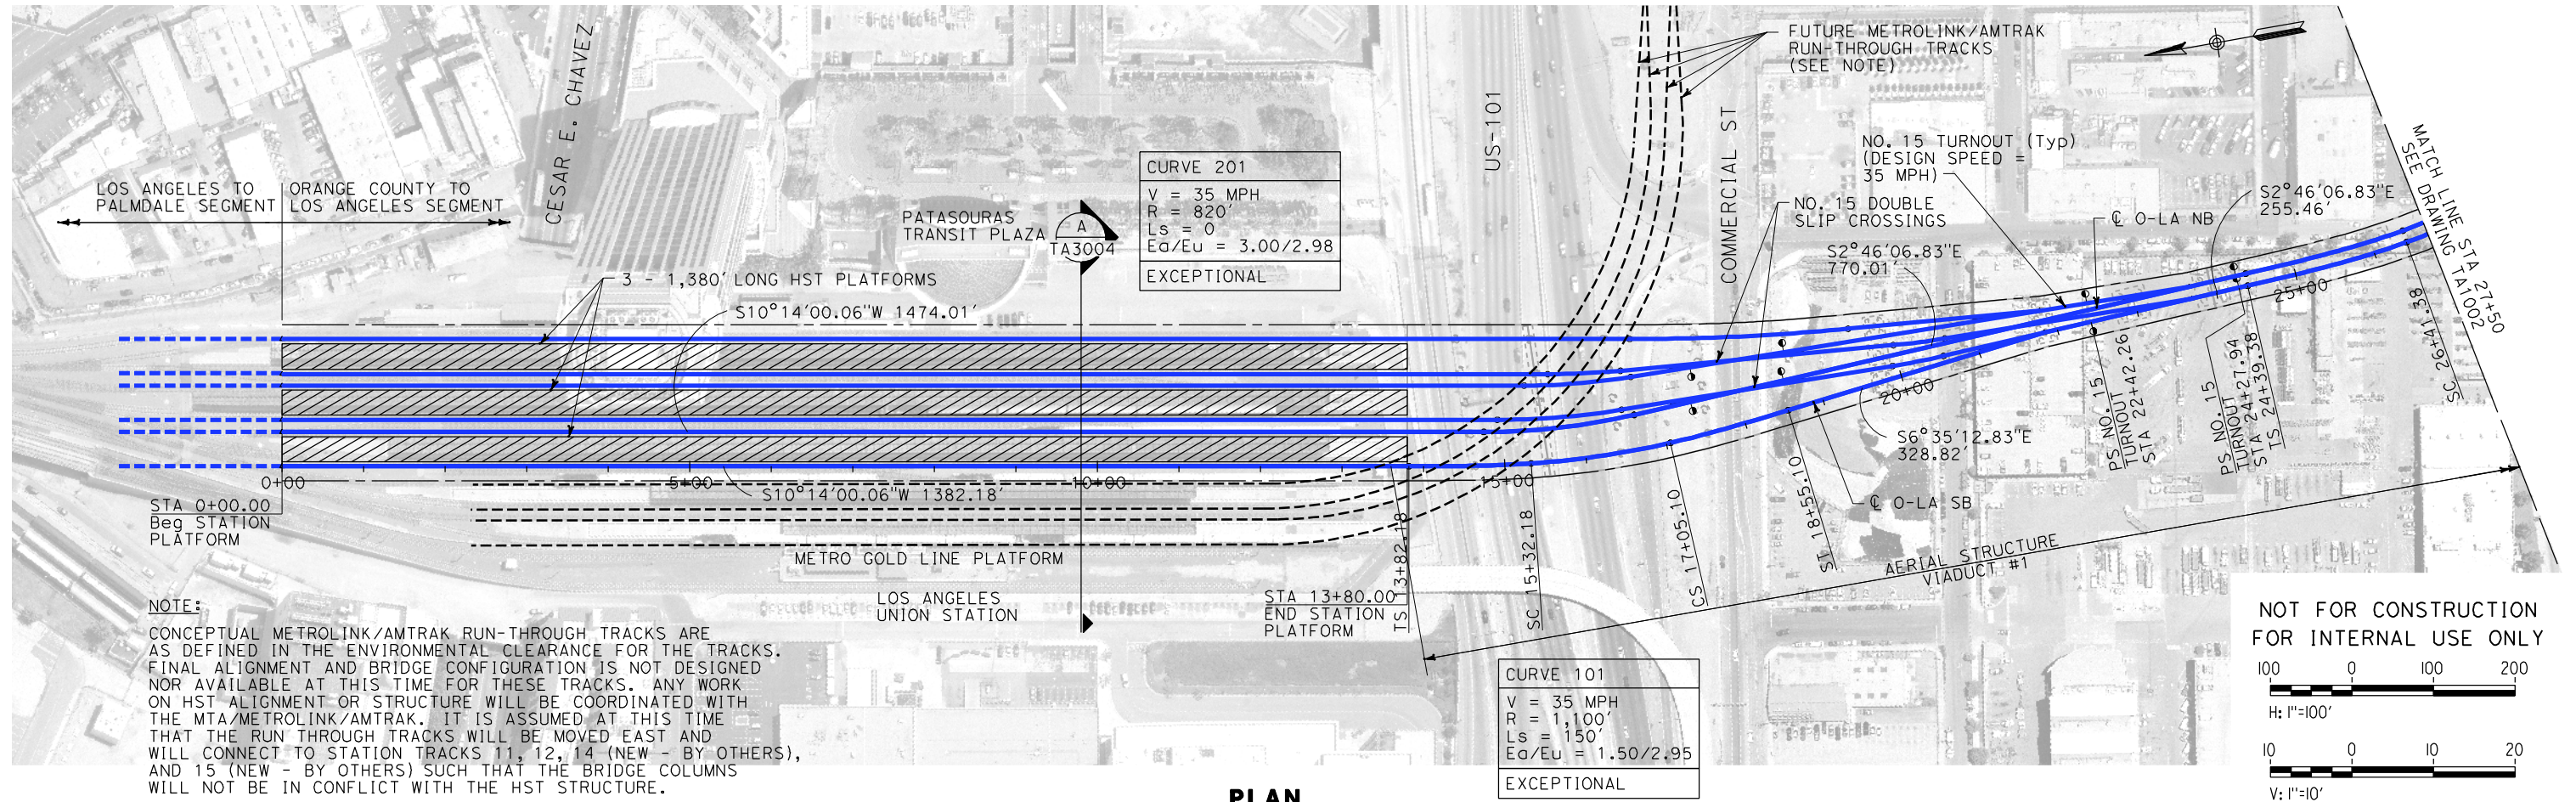 LOS ANGELES TO
PALMDALE SEGMENT
ORANGE COUNTY TO
LOS ANGELES SEGMENT
CESAR E. CHAVEZ
PATASOURAS
TRANSIT PLAZA
A
TA3004
CURVE 201
V = 35 MPH
R = 820'
Ls = 0
Ea/Eu = 3.00/2.98
EXCEPTIONAL
US-101
FUTURE METROLINK/AMTRAK
RUN-THROUGH TRACKS
(SEE NOTE)
COMMERCIAL ST
NO. 15 TURNOUT (Typ)
(DESIGN SPEED =
35 MPH)
NO. 15 DOUBLE
SLIP CROSSINGS
S2°46'06.83"E
770.01'
℄ O-LA NB
S2°46'06.83"E
255.46'
MATCH LINE STA 27+50
SEE DRAWING TA1002
3 - 1,380' LONG HST PLATFORMS
S10°14'00.06"W 1474.01'
0+00
5+00
10+00
15+00
20+00
25+00
S10°14'00.06"W 1382.18'
STA 0+00.00
Beg STATION
PLATFORM
METRO GOLD LINE PLATFORM
LOS ANGELES
UNION STATION
STA 13+80.00
END STATION
PLATFORM
TS 13+82.18
SC 15+32.18
CS 17+05.10
ST 18+55.10
℄ O-LA SB
S6°35'12.83"E
328.82'
PS NO. 15
TURNOUT
STA 22+42.26
PS NO. 15
TURNOUT
STA 24+27.94
TS 24+39.38
SC 26+41.38
AERIAL STRUCTURE
VIADUCT #1
CURVE 101
V = 35 MPH
R = 1,100'
Ls = 150'
Ea/Eu = 1.50/2.95
EXCEPTIONAL
NOTE:
CONCEPTUAL METROLINK/AMTRAK RUN-THROUGH TRACKS ARE
AS DEFINED IN THE ENVIRONMENTAL CLEARANCE FOR THE TRACKS.
FINAL ALIGNMENT AND BRIDGE CONFIGURATION IS NOT DESIGNED
NOR AVAILABLE AT THIS TIME FOR THESE TRACKS. ANY WORK
ON HST ALIGNMENT OR STRUCTURE WILL BE COORDINATED WITH
THE MTA/METROLINK/AMTRAK. IT IS ASSUMED AT THIS TIME
THAT THE RUN THROUGH TRACKS WILL BE MOVED EAST AND
WILL CONNECT TO STATION TRACKS 11, 12, 14 (NEW - BY OTHERS),
AND 15 (NEW - BY OTHERS) SUCH THAT THE BRIDGE COLUMNS
WILL NOT BE IN CONFLICT WITH THE HST STRUCTURE.
PLAN
NOT FOR CONSTRUCTION
FOR INTERNAL USE ONLY
100 0 100 200
H: 1"=100'
10 0 10 20
V: 1"=10'